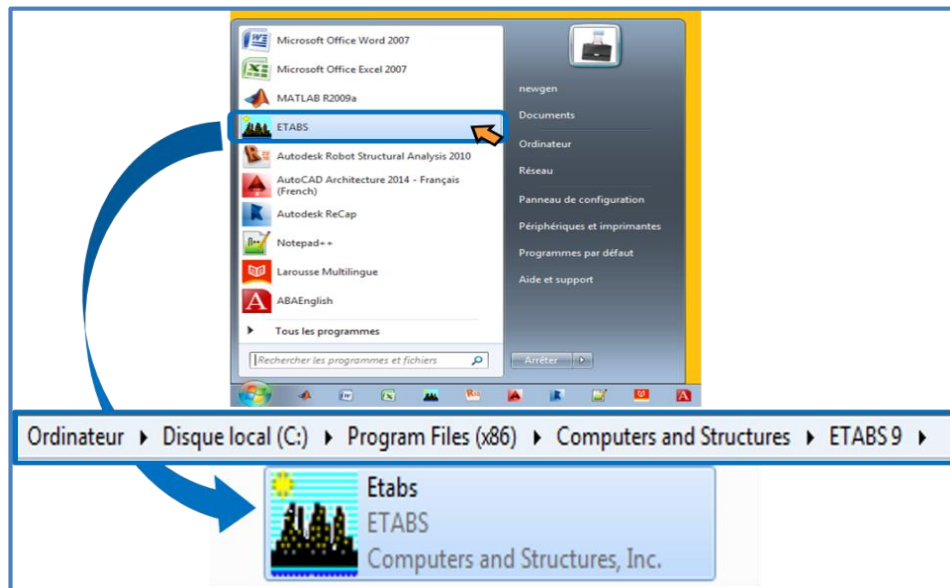 Microsoft Office Word 2007
Microsoft Office Excel 2007
MATLAB R2009a
ETABS
Autodesk Robot Structural Analysis 2010
AutoCAD Architecture 2014 - Français
(French)
Autodesk ReCap
Notepad++
Larousse Multilingue
ABAEnglish
Tous les programmes
Rechercher les programmes et fichiers
newgen
Documents
Ordinateur
Réseau
Panneau de configuration
Périphériques et imprimantes
Programmes par défaut
Aide et support
Arrêter
Ordinateur ▸ Disque local (C:) ▸ Program Files (x86) ▸ Computers and Structures ▸ ETABS 9 ▸
Etabs
ETABS
Computers and Structures, Inc.